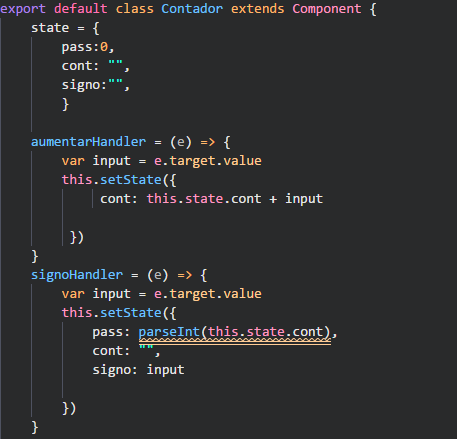 export default class Contador extends Component {
state = {
pass:0,
cont: "",
signo:"",
}
aumentarHandler = (e) => {
var input = e.target.value
this.setState({
cont: this.state.cont + input
})
}
signoHandler = (e) => {
var input = e.target.value
this.setState({
pass: parseInt(this.state.cont),
cont: "",
signo: input
})
}